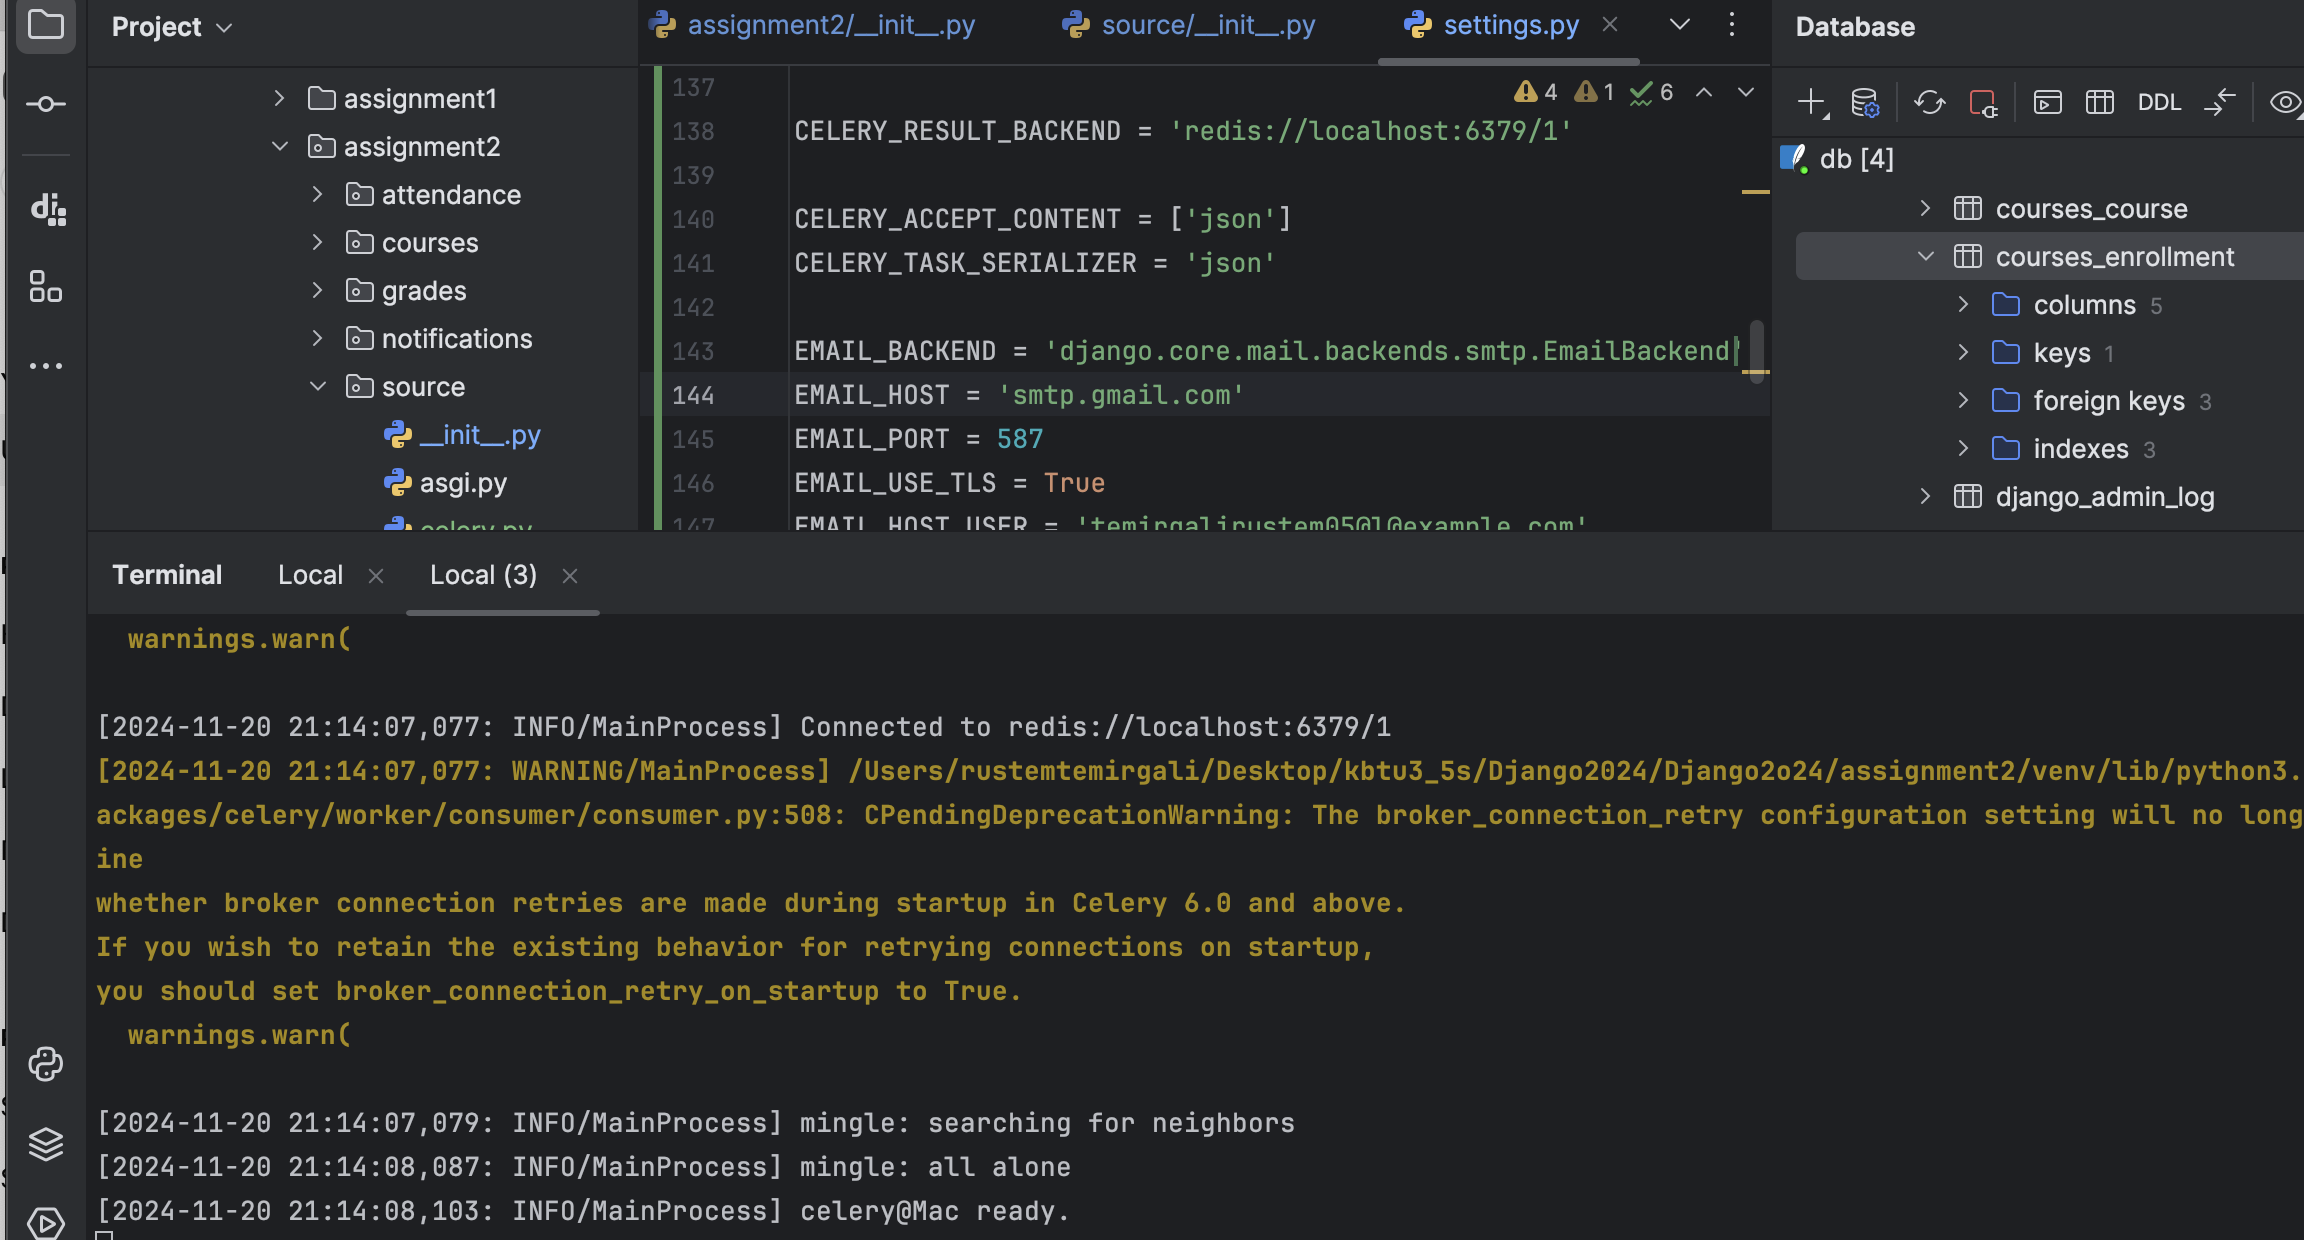 Project
assignment1
assignment2
attendance
courses
grades
notifications
source
__init__.py
asgi.py
celery.py
assignment2/__init__.py
source/__init__.py
settings.py
4 1 6
137
138 CELERY_RESULT_BACKEND = 'redis://localhost:6379/1'
139
140 CELERY_ACCEPT_CONTENT = ['json']
141 CELERY_TASK_SERIALIZER = 'json'
142
143 EMAIL_BACKEND = 'django.core.mail.backends.smtp.EmailBackend'
144 EMAIL_HOST = 'smtp.gmail.com'
145 EMAIL_PORT = 587
146 EMAIL_USE_TLS = True
147 EMAIL_HOST_USER = 'temirgalirustem050l@example.com'
Database
DDL
db [4]
courses_course
courses_enrollment
columns 5
keys 1
foreign keys 3
indexes 3
django_admin_log
Terminal
Local
Local (3)
warnings.warn(
[2024-11-20 21:14:07,077: INFO/MainProcess] Connected to redis://localhost:6379/1
[2024-11-20 21:14:07,077: WARNING/MainProcess] /Users/rustemtemirgali/Desktop/kbtu3_5s/Django2024/Django2o24/assignment2/venv/lib/python3.
ackages/celery/worker/consumer/consumer.py:508: CPendingDeprecationWarning: The broker_connection_retry configuration setting will no long
ine
whether broker connection retries are made during startup in Celery 6.0 and above.
If you wish to retain the existing behavior for retrying connections on startup,
you should set broker_connection_retry_on_startup to True.
warnings.warn(
[2024-11-20 21:14:07,079: INFO/MainProcess] mingle: searching for neighbors
[2024-11-20 21:14:08,087: INFO/MainProcess] mingle: all alone
[2024-11-20 21:14:08,103: INFO/MainProcess] celery@Mac ready.